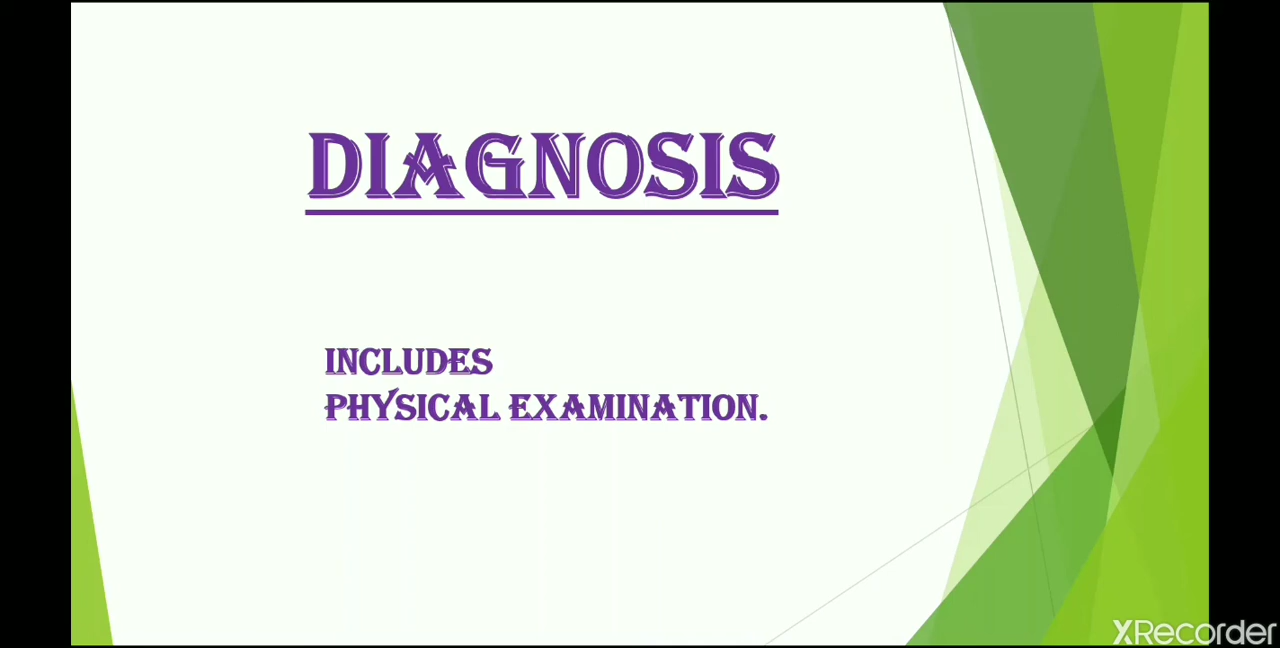 DIAGNOSIS
INCLUDES
PHYSICAL EXAMINATION.
XRecorder